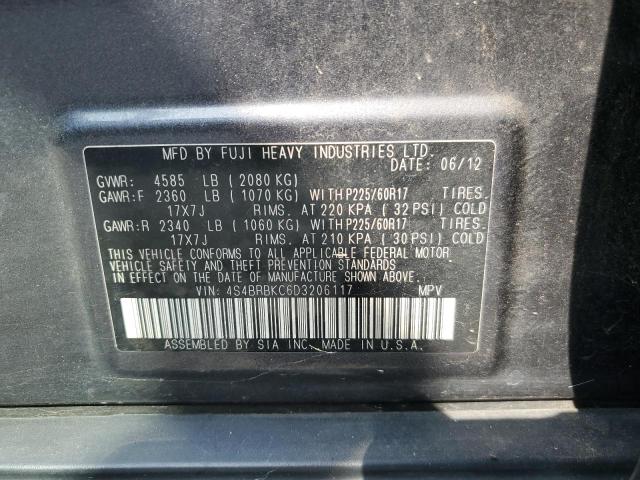 MFD BY FUJI HEAVY INDUSTRIES LTD.
DATE: 06/12
GVWR: 4585 LB ( 2080 KG)
GAWR:F 2360 LB ( 1070 KG) WITH P225/60R17 TIRES.
17X7J RIMS. AT 220 KPA ( 32 PSI) COLD
GAWR:R 2340 LB ( 1060 KG) WITH P225/60R17 TIRES.
17X7J RIMS. AT 210 KPA ( 30 PSI) COLD
THIS VEHICLE CONFORMS TO ALL APPLICABLE FEDERAL MOTOR
VEHICLE SAFETY AND THEFT PREVENTION STANDARDS
IN EFFECT ON THE DATE OF MANUFACTURE SHOWN ABOVE.
VIN: 4S4BRBKC6D3206117 MPV
ASSEMBLED BY SIA INC. MADE IN U.S.A.